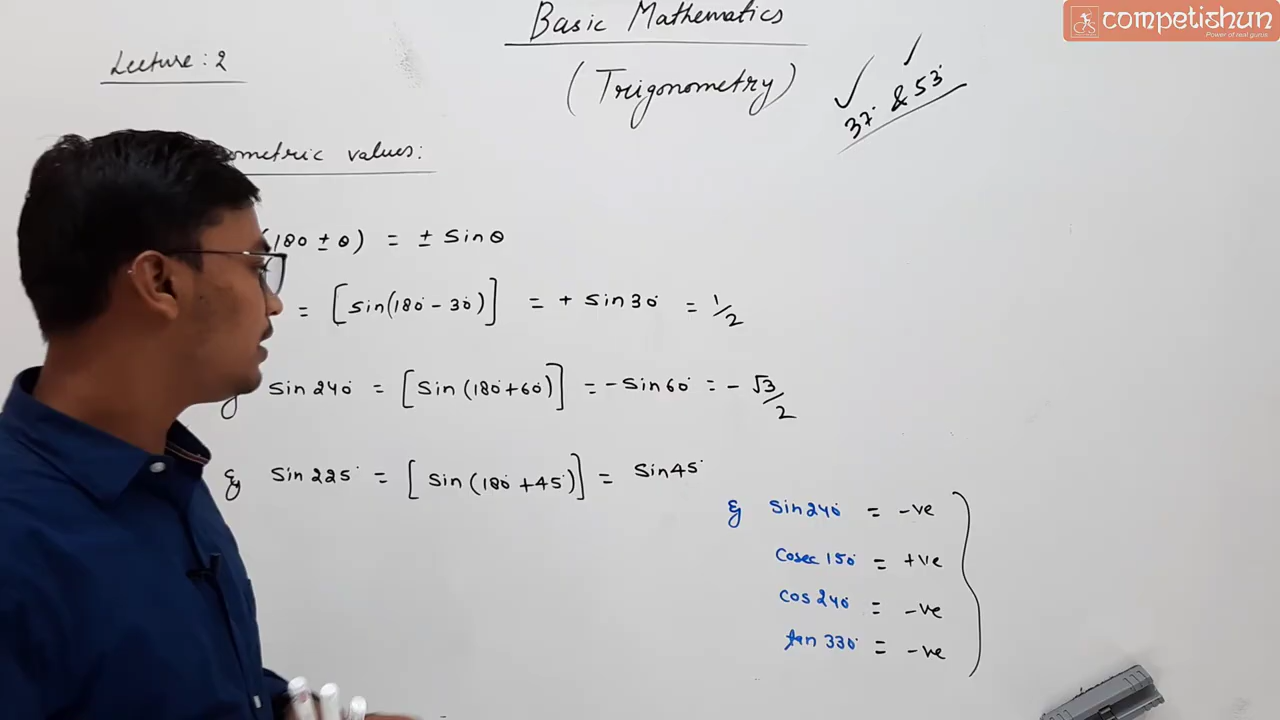 Basic Mathematics
competishun
Power of real gurus
Lecture: 2
(Trigonometry)
37° & 53°
values:
(180 ± θ) = ± Sin θ
= [Sin(180° - 30°)] = + Sin 30° = 1/2
Eg Sin 240° = [Sin (180° + 60°)] = - Sin 60° = - √3/2
Eg Sin 225° = [Sin (180° + 45°)] = Sin 45°
Eg Sin 240° = -ve
Cosec 150° = +ve
Cos 240° = -ve
tan 330° = -ve